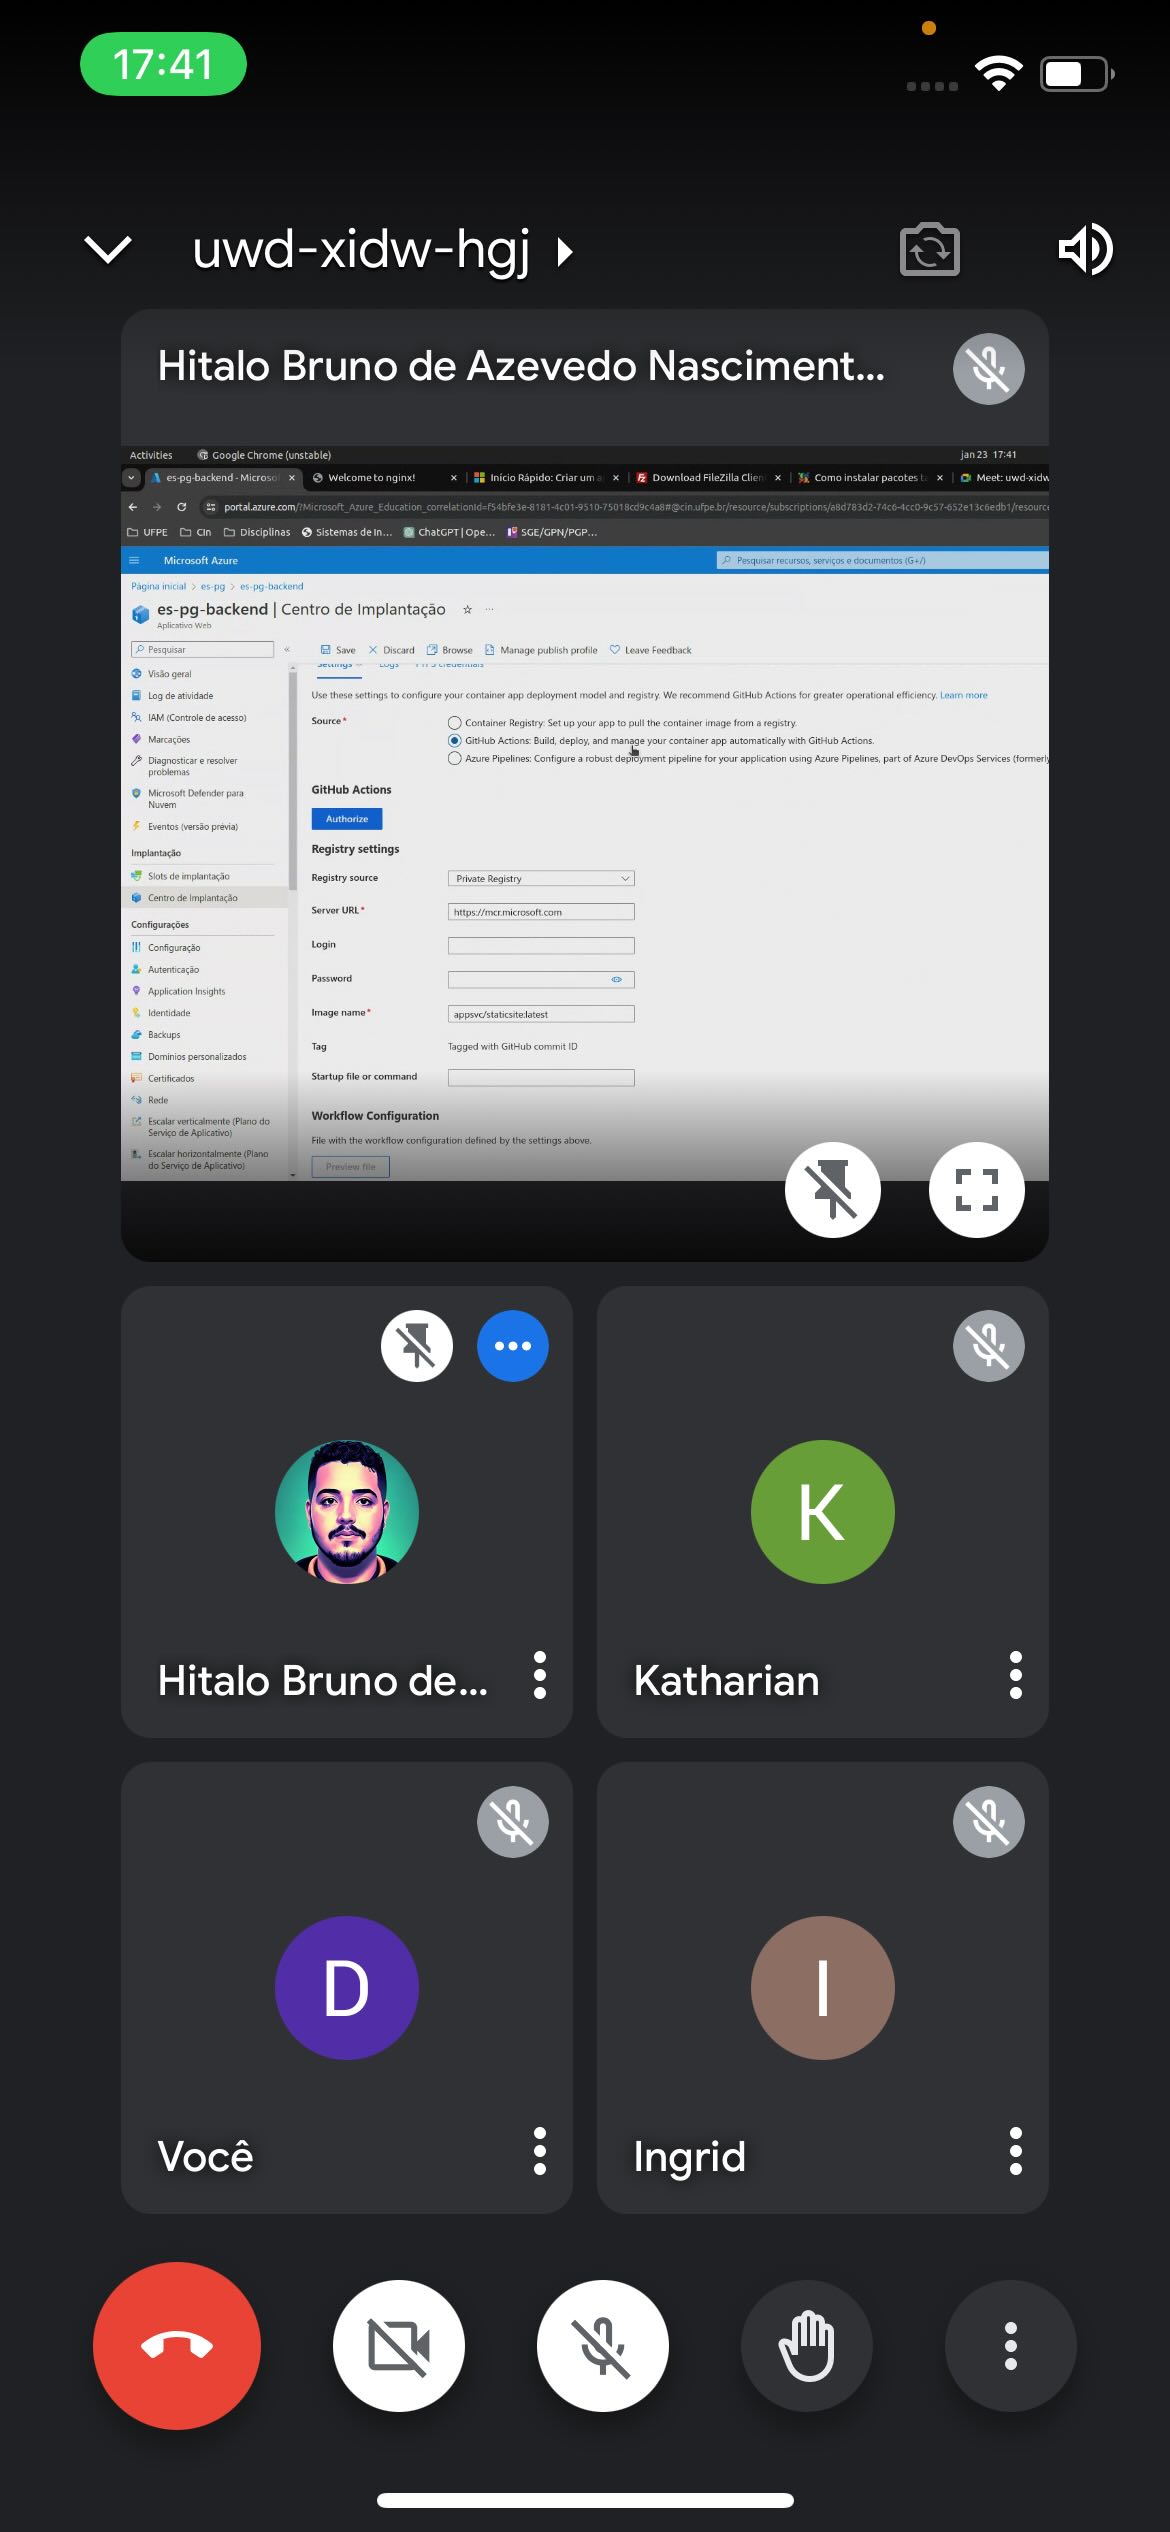 17:41
uwd-xidw-hgj
Hitalo Bruno de Azevedo Nasciment...
Activities Google Chrome (unstable) jan 23 17:41
es-pg-backend - Microsof Welcome to nginx! Início Rápido: Criar um a Download FileZilla Clien Como instalar pacotes ta Meet: uwd-xidw
portal.azure.com/?Microsoft_Azure_Education_correlationId=f54bfe3e-8181-4c01-9510-75018cd9c4a8#@cin.ufpe.br/resource/subscriptions/a8d783d2-74c6-4cc0-9c57-652e13c6edb1/resource
UFPE CIn Disciplinas Sistemas de In... ChatGPT | Ope... SGE/GPN/PGP...
Microsoft Azure Pesquisar recursos, serviços e documentos (G+/)
Página inicial > es-pg > es-pg-backend
es-pg-backend | Centro de Implantação
Aplicativo Web
Pesquisar
Save Discard Browse Manage publish profile Leave Feedback
Settings Logs FTPS credentials
Visão geral
Log de atividade
IAM (Controle de acesso)
Marcações
Diagnosticar e resolver
problemas
Microsoft Defender para
Nuvem
Eventos (versão prévia)
Implantação
Slots de implantação
Centro de Implantação
Configurações
Configuração
Autenticação
Application Insights
Identidade
Backups
Domínios personalizados
Certificados
Rede
Escalar verticalmente (Plano do
Serviço de Aplicativo)
Escalar horizontalmente (Plano
do Serviço de Aplicativo)
Use these settings to configure your container app deployment model and registry. We recommend GitHub Actions for greater operational efficiency. Learn more
Source*
Container Registry: Set up your app to pull the container image from a registry.
GitHub Actions: Build, deploy, and manage your container app automatically with GitHub Actions.
Azure Pipelines: Configure a robust deployment pipeline for your application using Azure Pipelines, part of Azure DevOps Services (formerly
GitHub Actions
Authorize
Registry settings
Registry source Private Registry
Server URL* https://mcr.microsoft.com
Login
Password
Image name* appsvc/staticsite:latest
Tag Tagged with GitHub commit ID
Startup file or command
Workflow Configuration
File with the workflow configuration defined by the settings above.
Preview file
Hitalo Bruno de...
K
Katharian
D
Você
I
Ingrid